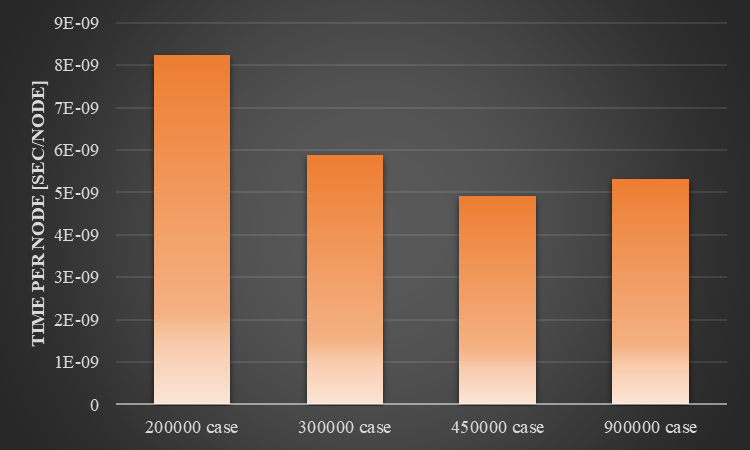 TIME PER NODE [SEC/NODE]
9E-09
8E-09
7E-09
6E-09
5E-09
4E-09
3E-09
2E-09
1E-09
0
200000 case
300000 case
450000 case
900000 case